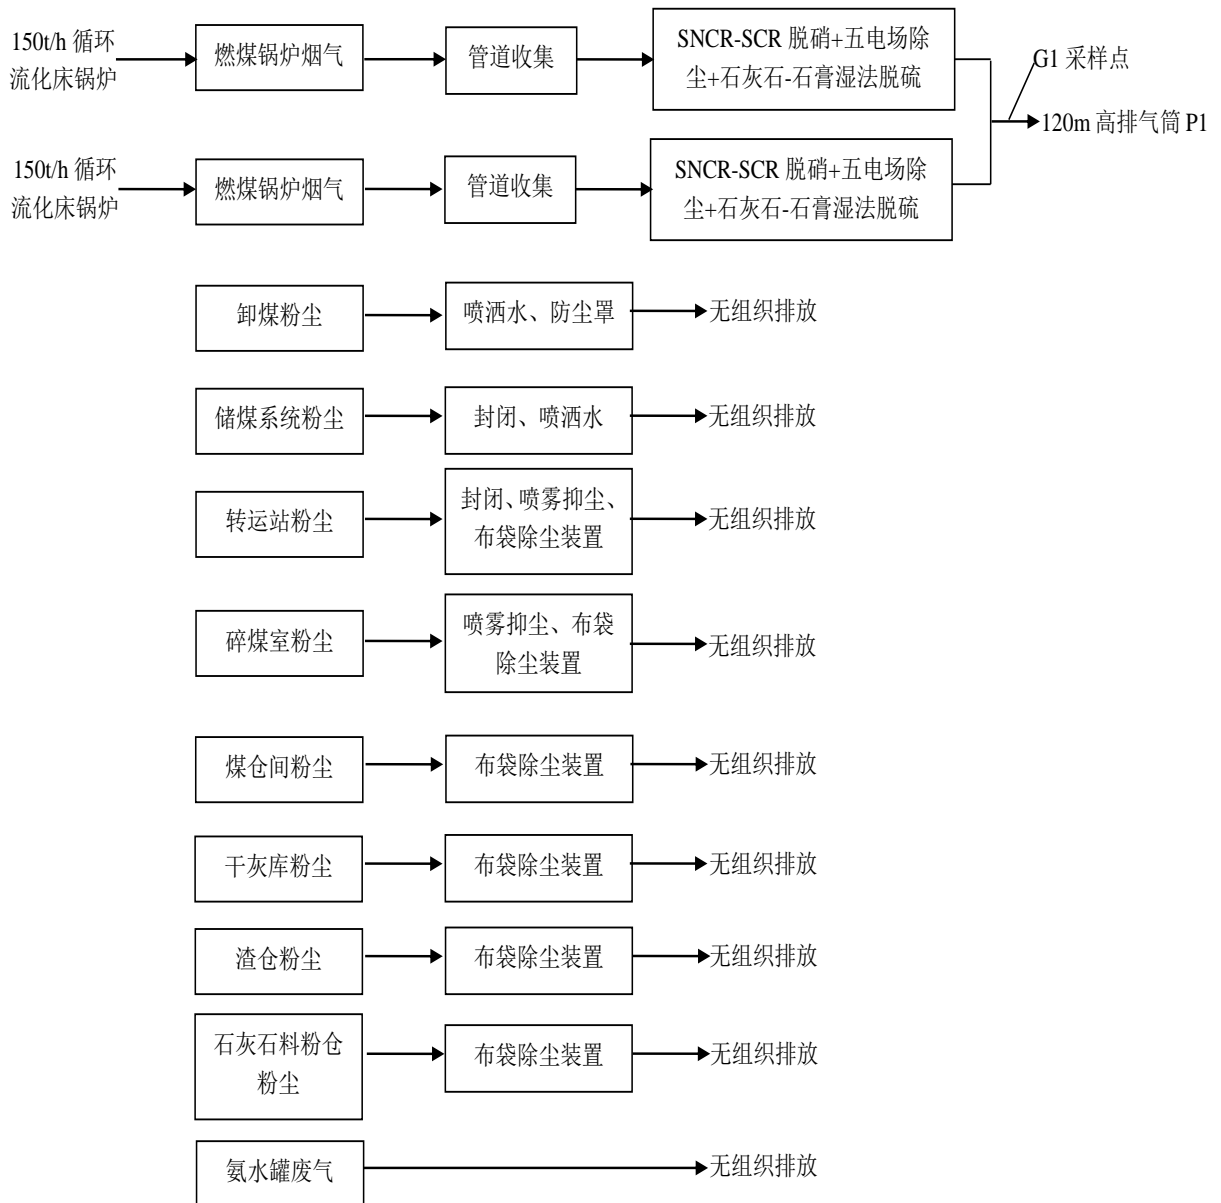 150t/h 循环
流化床锅炉
燃煤锅炉烟气
管道收集
SNCR-SCR 脱硝+五电场除
尘+石灰石-石膏湿法脱硫
G1 采样点
120m 高排气筒 P1
150t/h 循环
流化床锅炉
燃煤锅炉烟气
管道收集
SNCR-SCR 脱硝+五电场除
尘+石灰石-石膏湿法脱硫
卸煤粉尘
喷洒水、防尘罩
无组织排放
储煤系统粉尘
封闭、喷洒水
无组织排放
转运站粉尘
封闭、喷雾抑尘、
布袋除尘装置
无组织排放
碎煤室粉尘
喷雾抑尘、布袋
除尘装置
无组织排放
煤仓间粉尘
布袋除尘装置
无组织排放
干灰库粉尘
布袋除尘装置
无组织排放
渣仓粉尘
布袋除尘装置
无组织排放
石灰石料粉仓
粉尘
布袋除尘装置
无组织排放
氨水罐废气
无组织排放